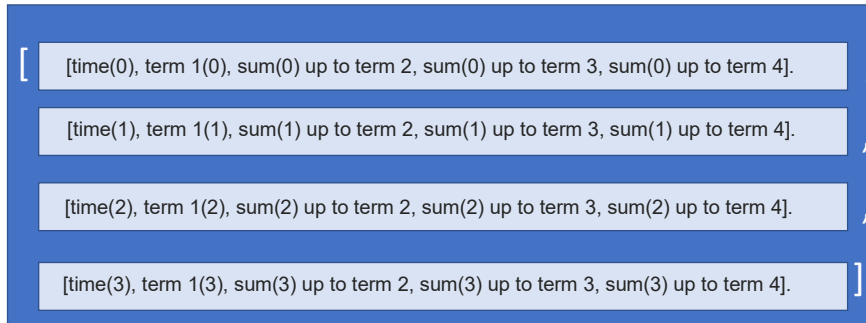 [ [time(0), term 1(0), sum(0) up to term 2, sum(0) up to term 3, sum(0) up to term 4].
[time(1), term 1(1), sum(1) up to term 2, sum(1) up to term 3, sum(1) up to term 4]. ,
[time(2), term 1(2), sum(2) up to term 2, sum(2) up to term 3, sum(2) up to term 4]. ,
[time(3), term 1(3), sum(3) up to term 2, sum(3) up to term 3, sum(3) up to term 4]. ]